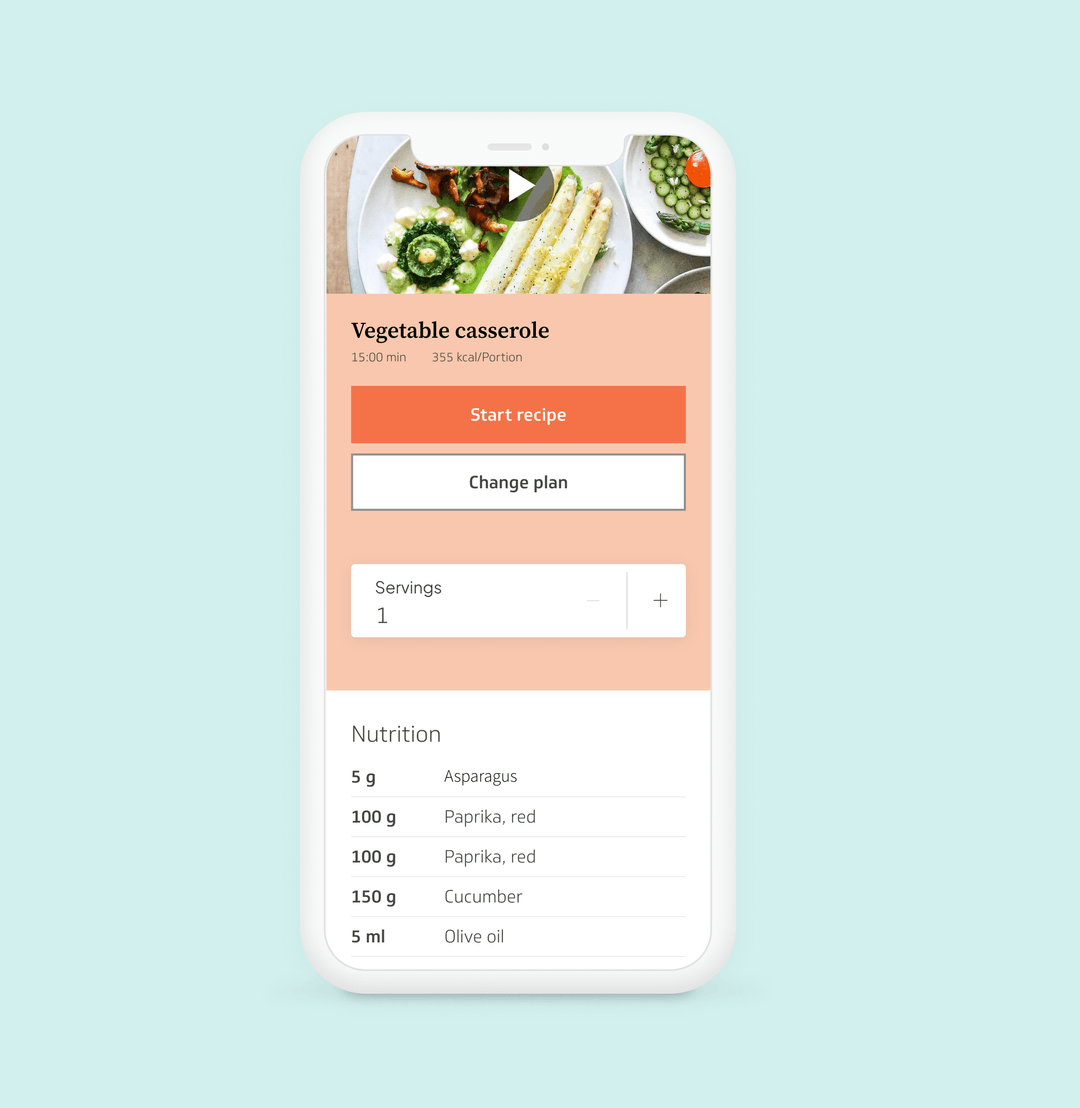 Vegetable casserole
15:00 min 355 kcal/Portion
Start recipe
Change plan
Servings
1
Nutrition
5 g Asparagus
100 g Paprika, red
100 g Paprika, red
150 g Cucumber
5 ml Olive oil